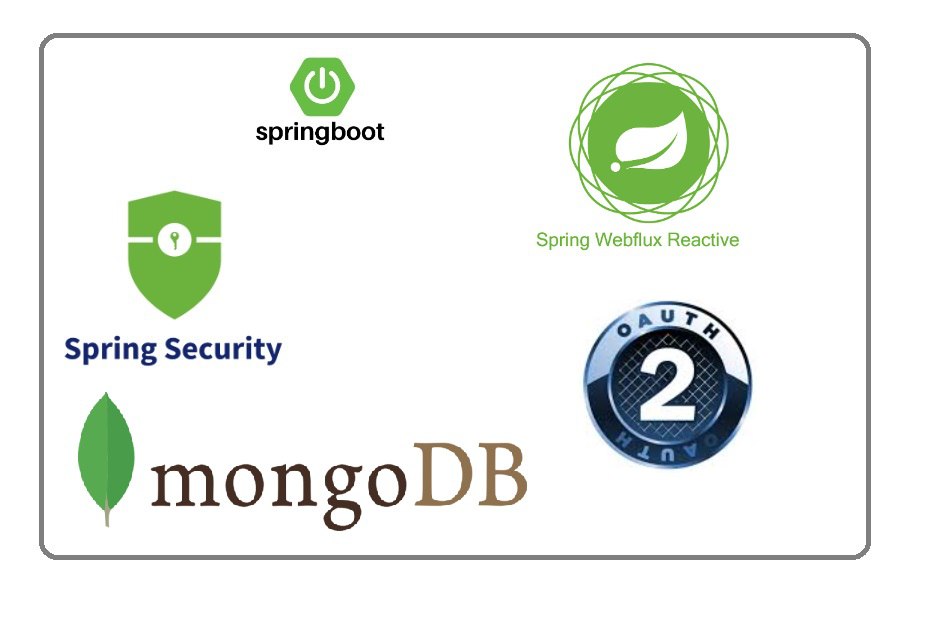 springboot
Spring Webflux Reactive
Spring Security
OAUTH
2
OAUTH
mongoDB